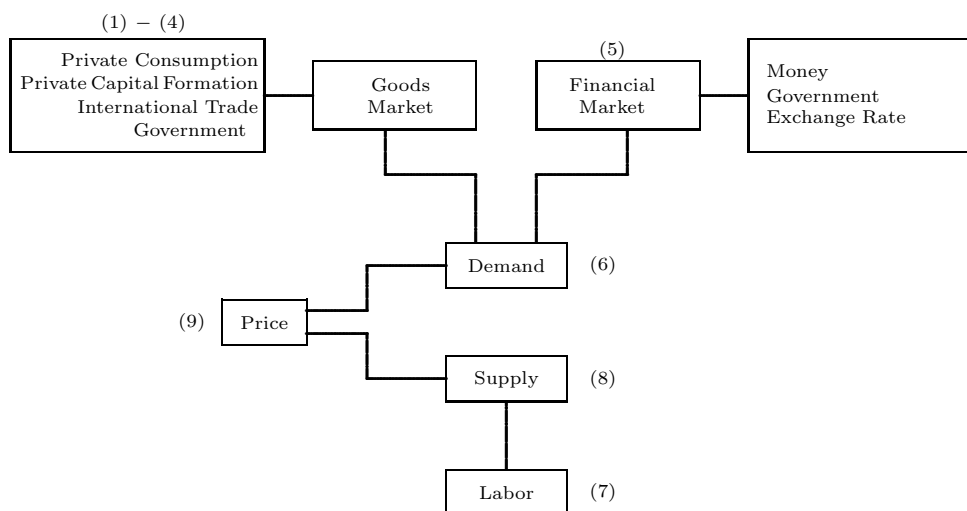 (1) – (4)
Private Consumption
Private Capital Formation
International Trade
Government
Goods
Market
(5)
Financial
Market
Money
Government
Exchange Rate
Demand
(6)
(9)
Price
Supply
(8)
Labor
(7)